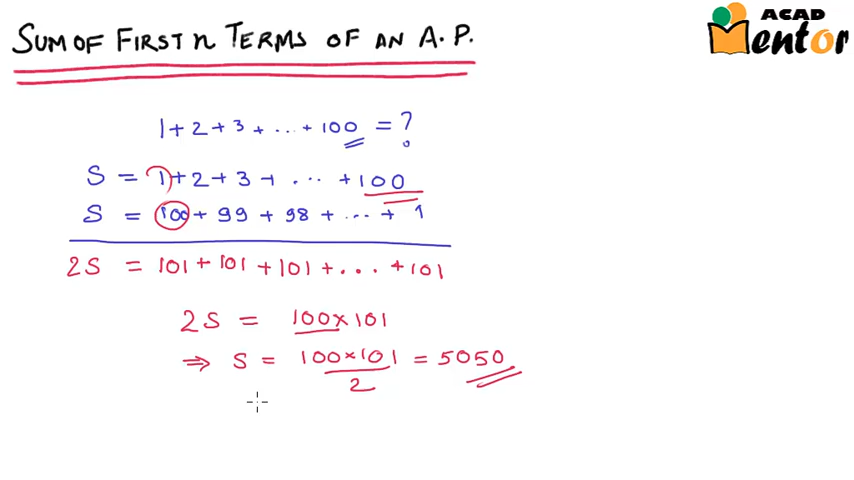 SUM OF FIRST n TERMS OF AN A.P.
ACAD
Mentor
1 + 2 + 3 + ... + 100 = ?
S = 1 + 2 + 3 + ... + 100
S = 100 + 99 + 98 + ... + 1
2S = 101 + 101 + 101 + ... + 101
2S = 100 × 101
⇒ S = 100 × 101 = 5050
2